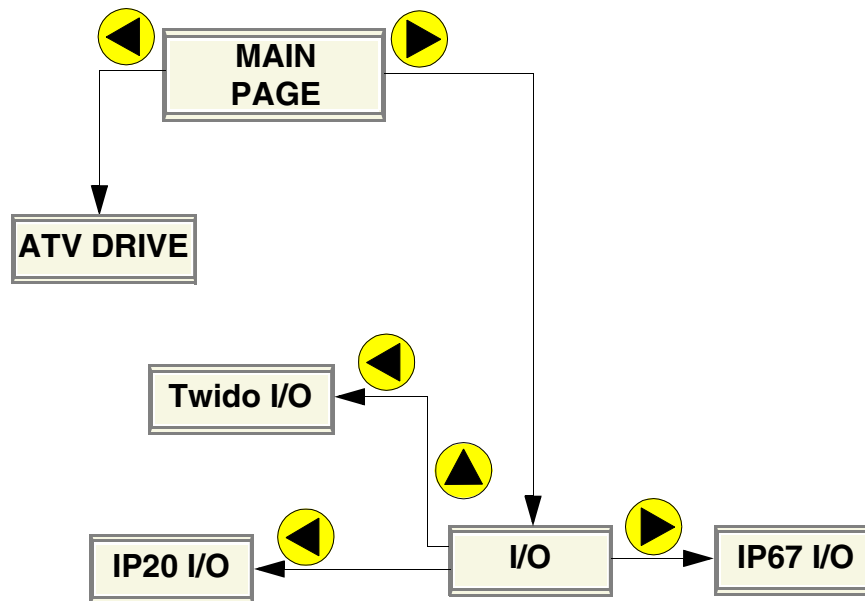 MAIN
PAGE
ATV DRIVE
Twido I/O
IP20 I/O
I/O
IP67 I/O